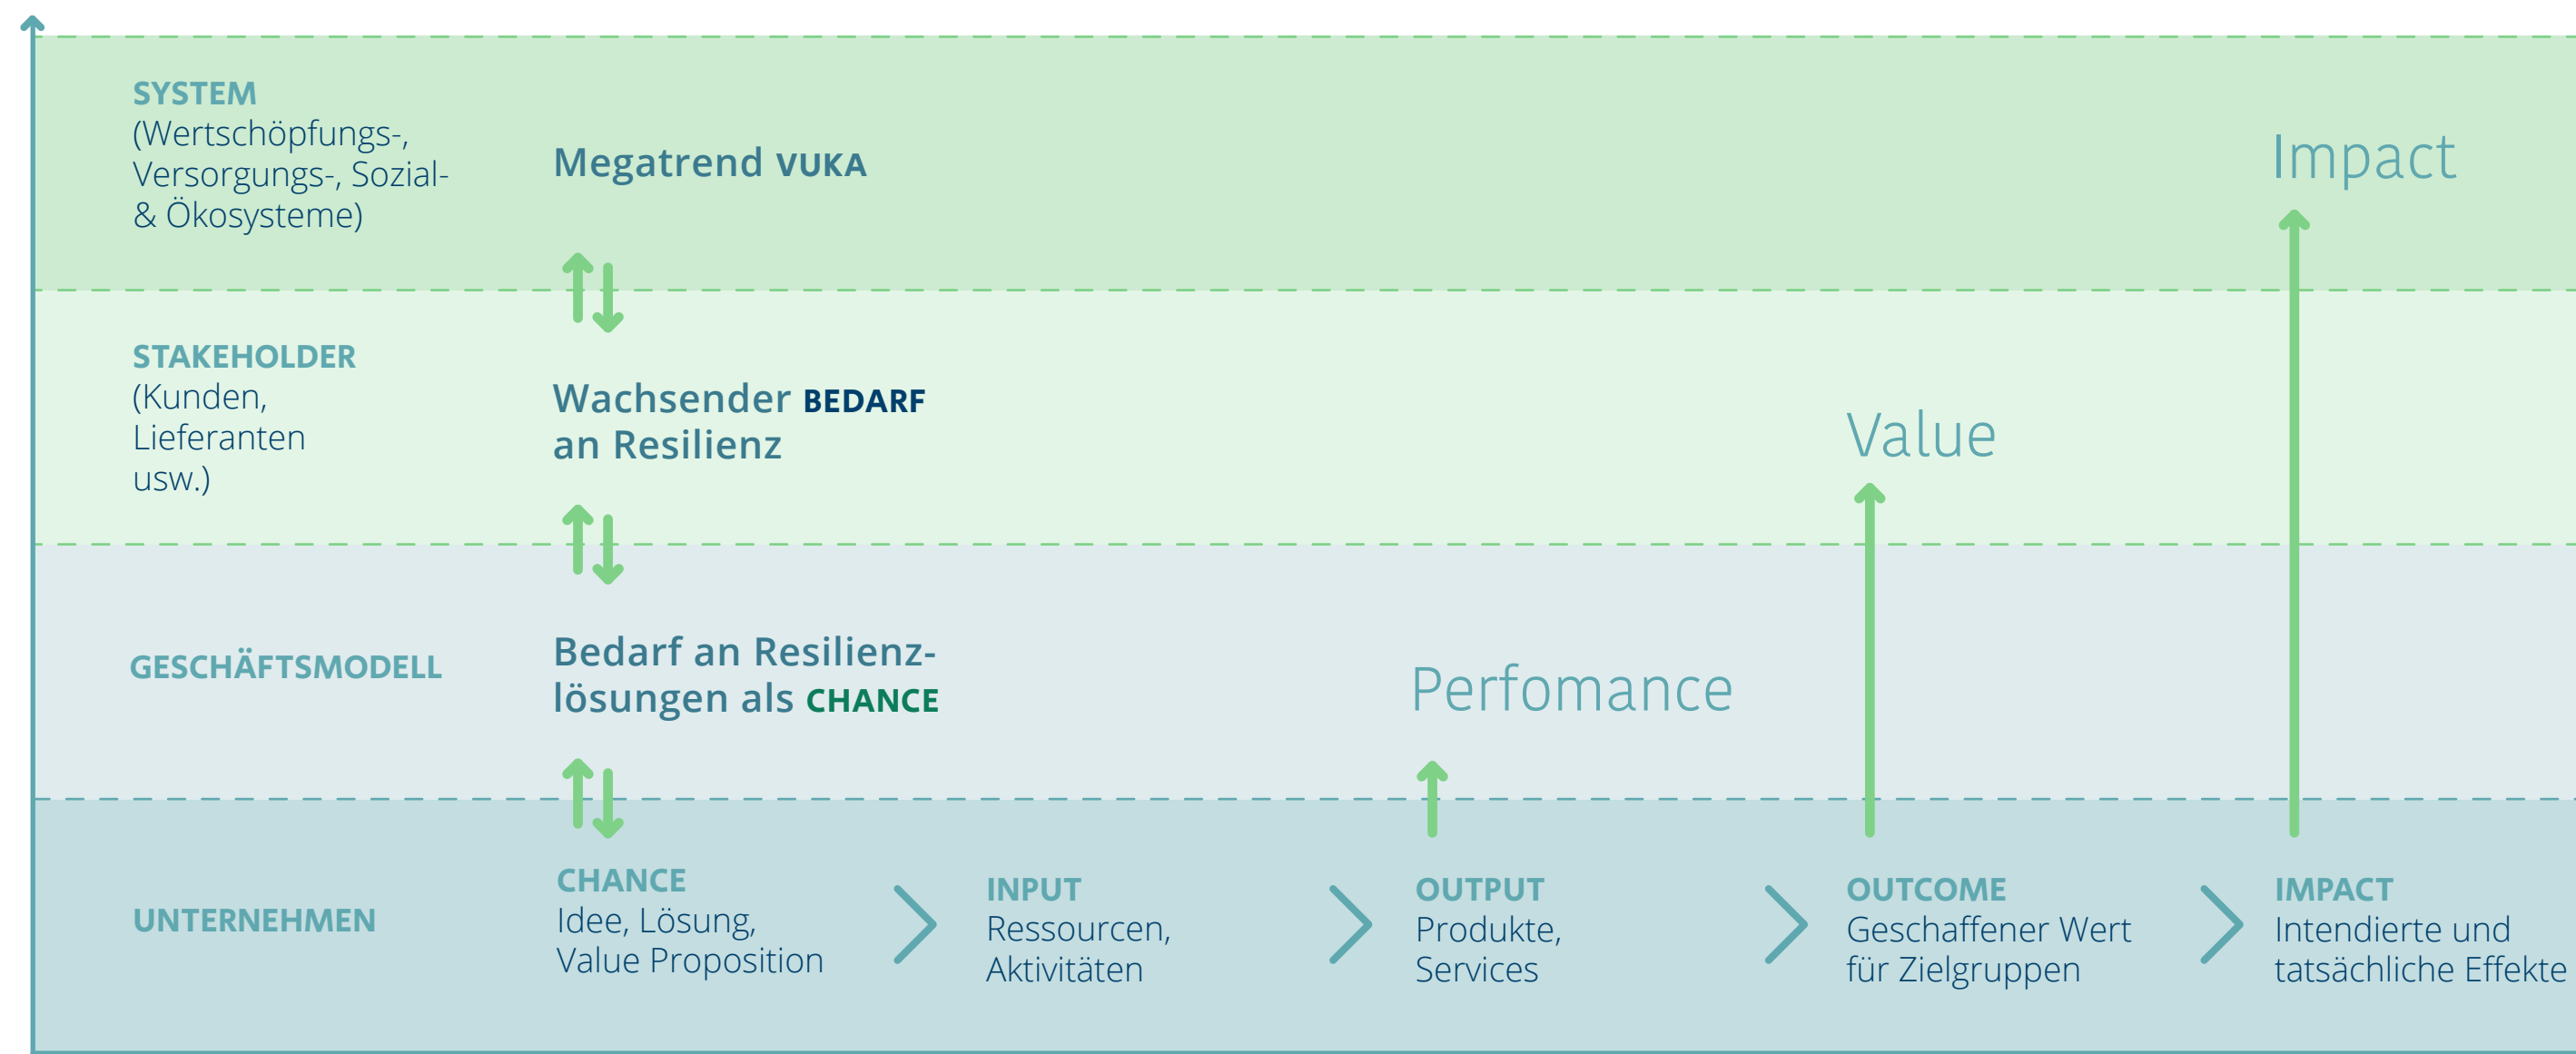 SYSTEM
(Wertschöpfungs-,
Versorgungs-, Sozial-
& Ökosysteme)
Megatrend VUKA
Impact
STAKEHOLDER
(Kunden,
Lieferanten
usw.)
Wachsender BEDARF
an Resilienz
Value
GESCHÄFTSMODELL
Bedarf an Resilienz-
lösungen als CHANCE
Perfomance
UNTERNEHMEN
CHANCE
Idee, Lösung,
Value Proposition
INPUT
Ressourcen,
Aktivitäten
OUTPUT
Produkte,
Services
OUTCOME
Geschaffener Wert
für Zielgruppen
IMPACT
Intendierte und
tatsächliche Effekte